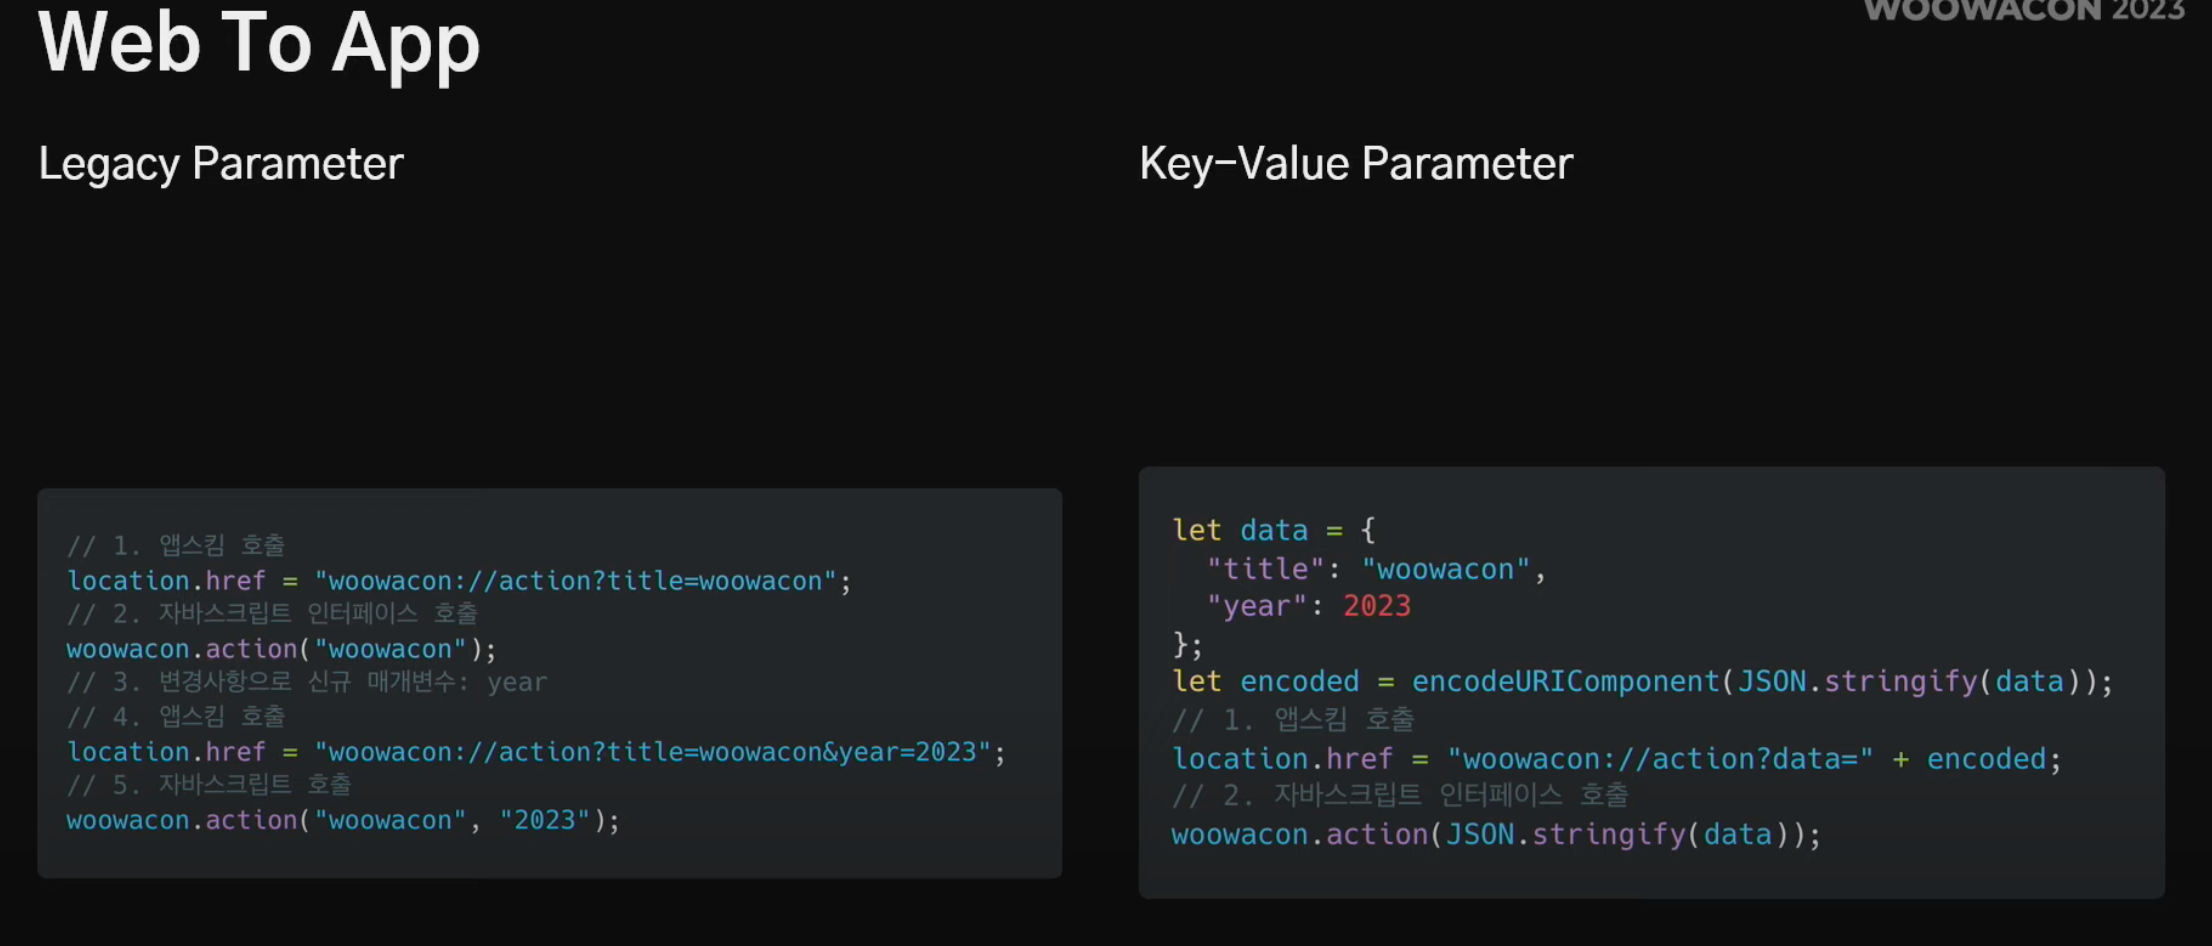 WOOWACON 2023
Web To App
Legacy Parameter
// 1. 앱스킴 호출
location.href = "woowacon://action?title=woowacon";
// 2. 자바스크립트 인터페이스 호출
woowacon.action("woowacon");
// 3. 변경사항으로 신규 매개변수: year
// 4. 앱스킴 호출
location.href = "woowacon://action?title=woowacon&year=2023";
// 5. 자바스크립트 호출
woowacon.action("woowacon", "2023");
Key-Value Parameter
let data = {
  "title": "woowacon",
  "year": 2023
};
let encoded = encodeURIComponent(JSON.stringify(data));
// 1. 앱스킴 호출
location.href = "woowacon://action?data=" + encoded;
// 2. 자바스크립트 인터페이스 호출
woowacon.action(JSON.stringify(data));